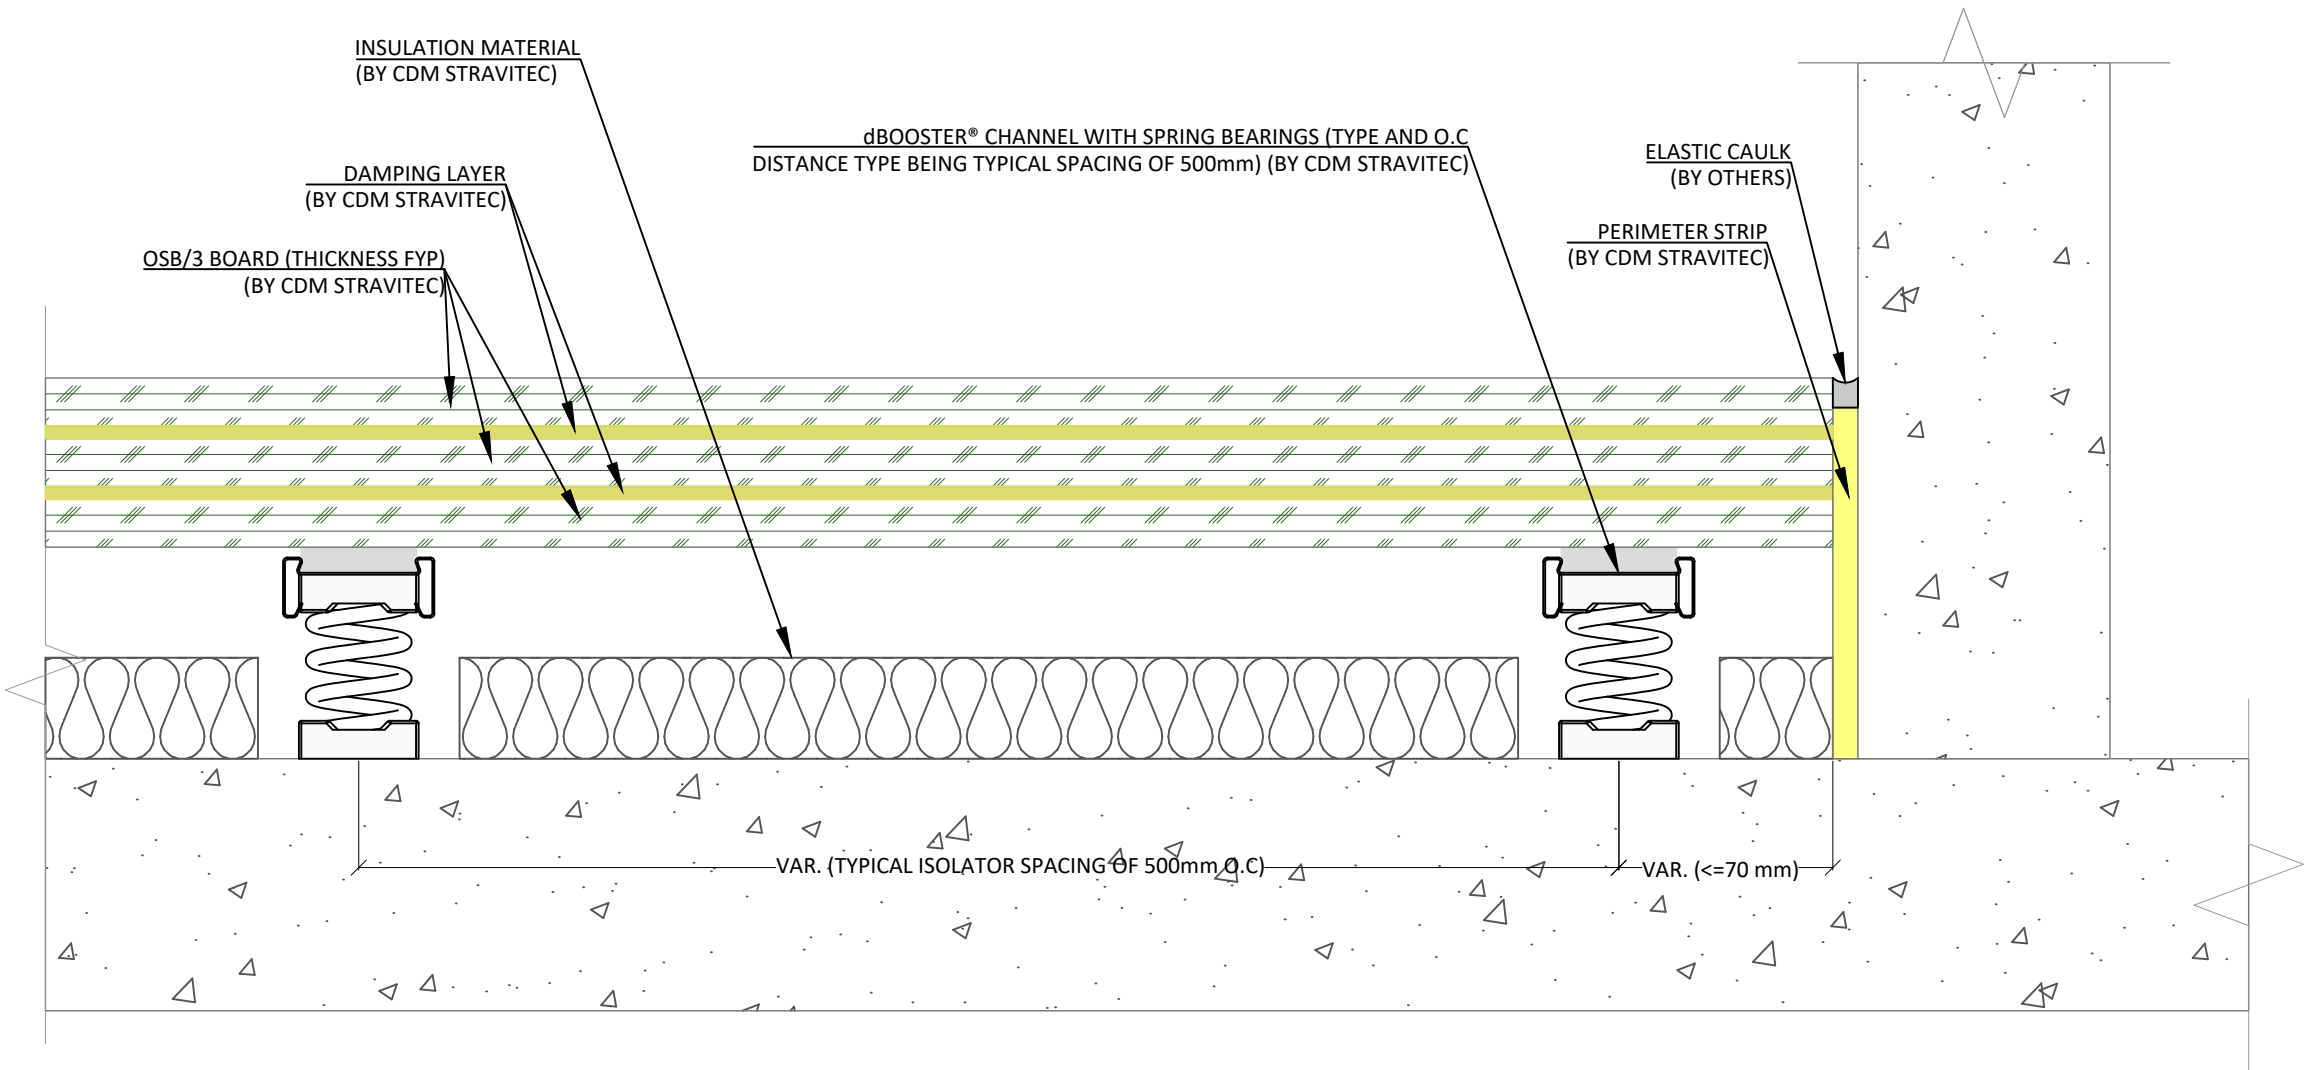 INSULATION MATERIAL
(BY CDM STRAVITEC)
dBOOSTER® CHANNEL WITH SPRING BEARINGS (TYPE AND O.C
DISTANCE TYPE BEING TYPICAL SPACING OF 500mm) (BY CDM STRAVITEC)
ELASTIC CAULK
(BY OTHERS)
DAMPING LAYER
(BY CDM STRAVITEC)
PERIMETER STRIP
(BY CDM STRAVITEC)
OSB/3 BOARD (THICKNESS FYP)
(BY CDM STRAVITEC)
VAR. (TYPICAL ISOLATOR SPACING OF 500mm O.C)
VAR. (<=70 mm)